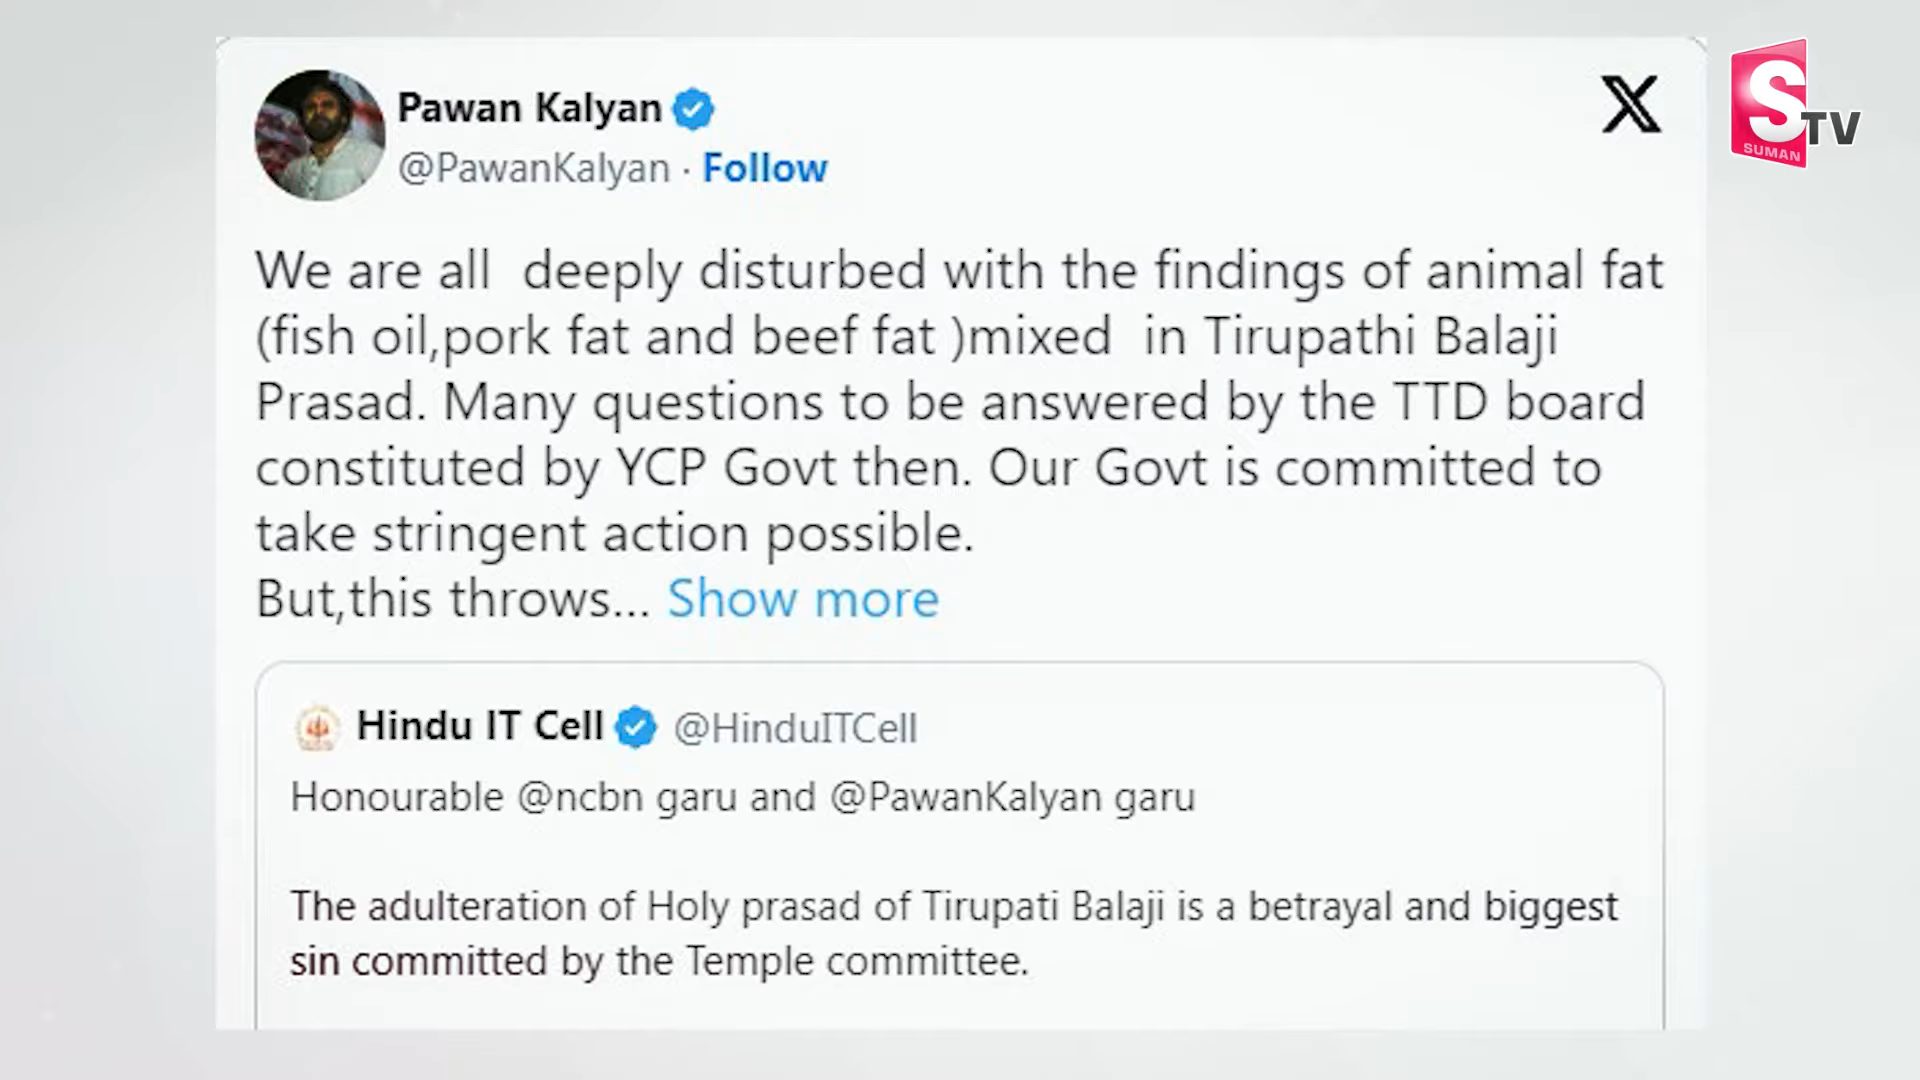 Pawan Kalyan
@PawanKalyan · Follow
X
S TV
SUMAN
We are all  deeply disturbed with the findings of animal fat
(fish oil,pork fat and beef fat )mixed  in Tirupathi Balaji
Prasad. Many questions to be answered by the TTD board
constituted by YCP Govt then. Our Govt is committed to
take stringent action possible.
But,this throws... Show more
Hindu IT Cell @HinduITCell
Honourable @ncbn garu and @PawanKalyan garu
The adulteration of Holy prasad of Tirupati Balaji is a betrayal and biggest
sin committed by the Temple committee.